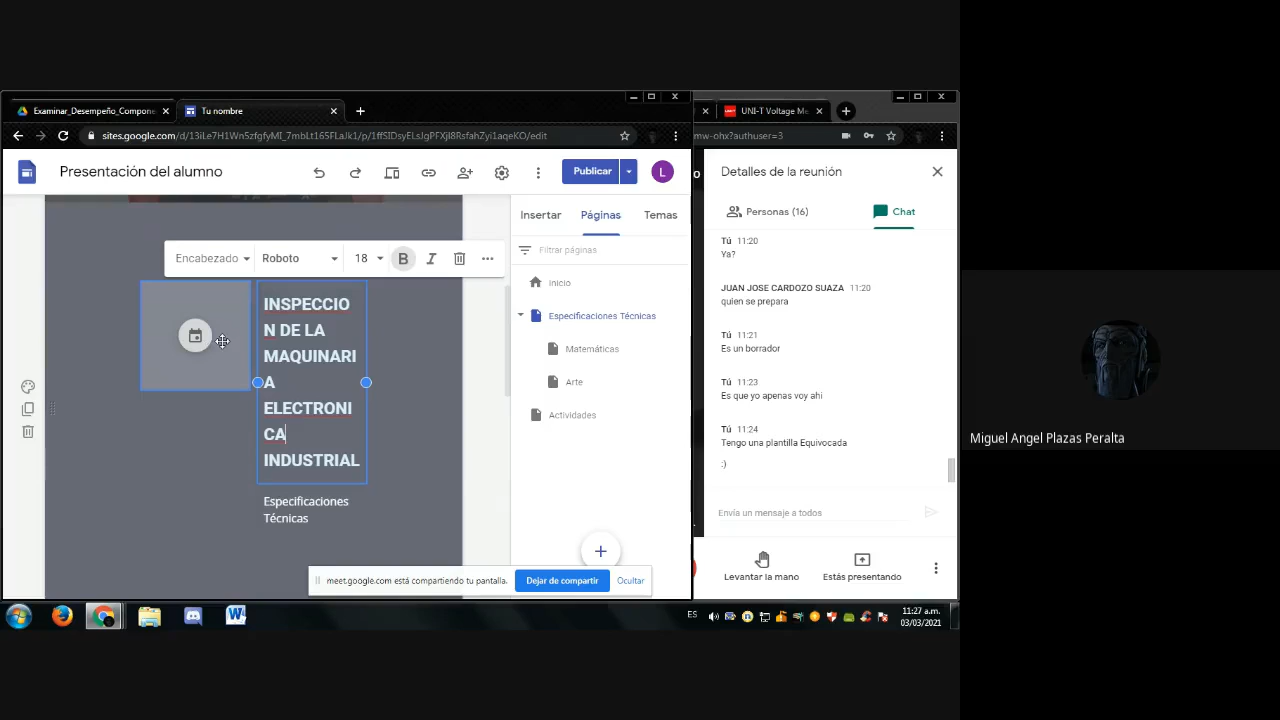 Examinar_Desempeño_Compone
Tu nombre
UNI-T Voltage Me
sites.google.com/d/13iLe7H1Wn5zfgfyMI_7mbLt165FLaJk1/p/1ffSIDsyELsJgPFXjl8RsfahZyi1aqeKO/edit
mw-ohx?authuser=3
Presentación del alumno
Publicar
L
Encabezado
Roboto
18
B
I
INSPECCIO
N DE LA
MAQUINARI
A
ELECTRONI
CA
INDUSTRIAL
Especificaciones
Técnicas
Insertar
Páginas
Temas
Filtrar páginas
Inicio
Especificaciones Técnicas
Matemáticas
Arte
Actividades
meet.google.com está compartiendo tu pantalla.
Dejar de compartir
Ocultar
Detalles de la reunión
Personas (16)
Chat
Tú 11:20
Ya?
JUAN JOSE CARDOZO SUAZA 11:20
quien se prepara
Tú 11:21
Es un borrador
Tú 11:23
Es que yo apenas voy ahi
Tú 11:24
Tengo una plantilla Equivocada
:)
Envía un mensaje a todos
Levantar la mano
Estás presentando
Miguel Angel Plazas Peralta
ES
11:27 a.m.
03/03/2021